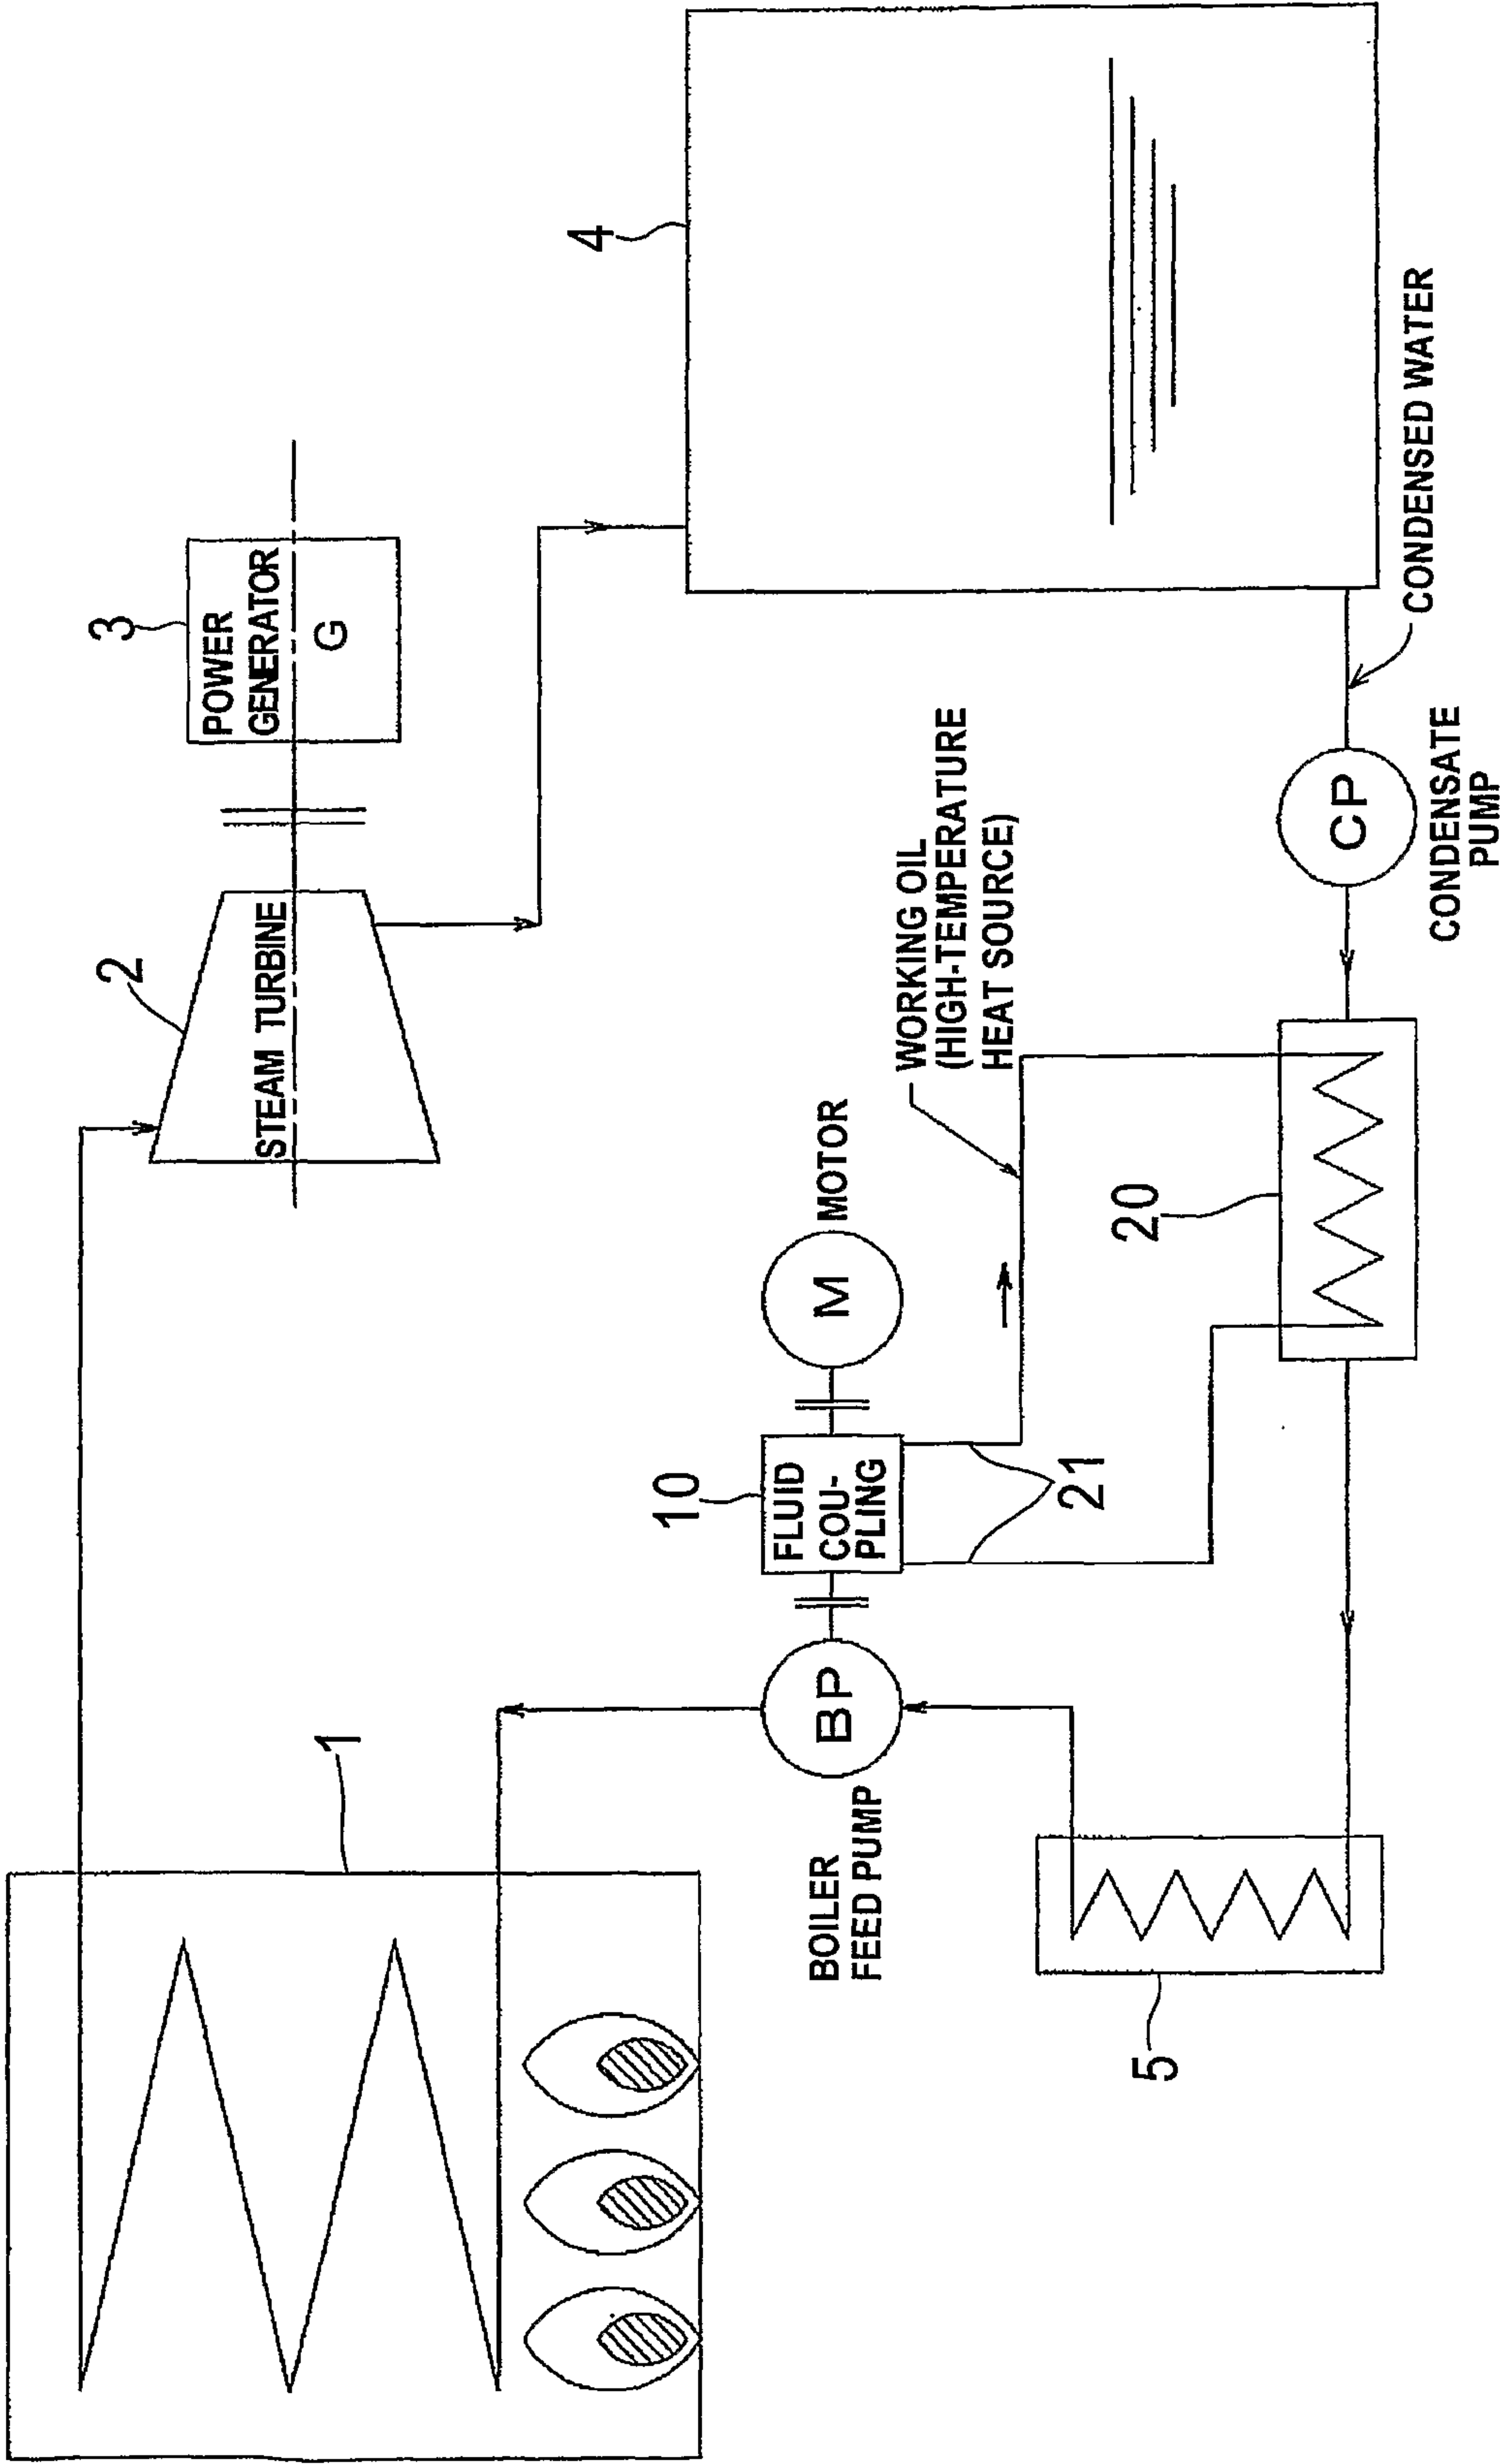 1
2
STEAM TURBINE
3
POWER
GENERATOR
G
4
BOILER
FEED PUMP
BP
10
FLUID
COU-
PLING
M
MOTOR
21
WORKING OIL
(HIGH-TEMPERATURE
HEAT SOURCE)
5
20
CP
CONDENSATE
PUMP
CONDENSED WATER